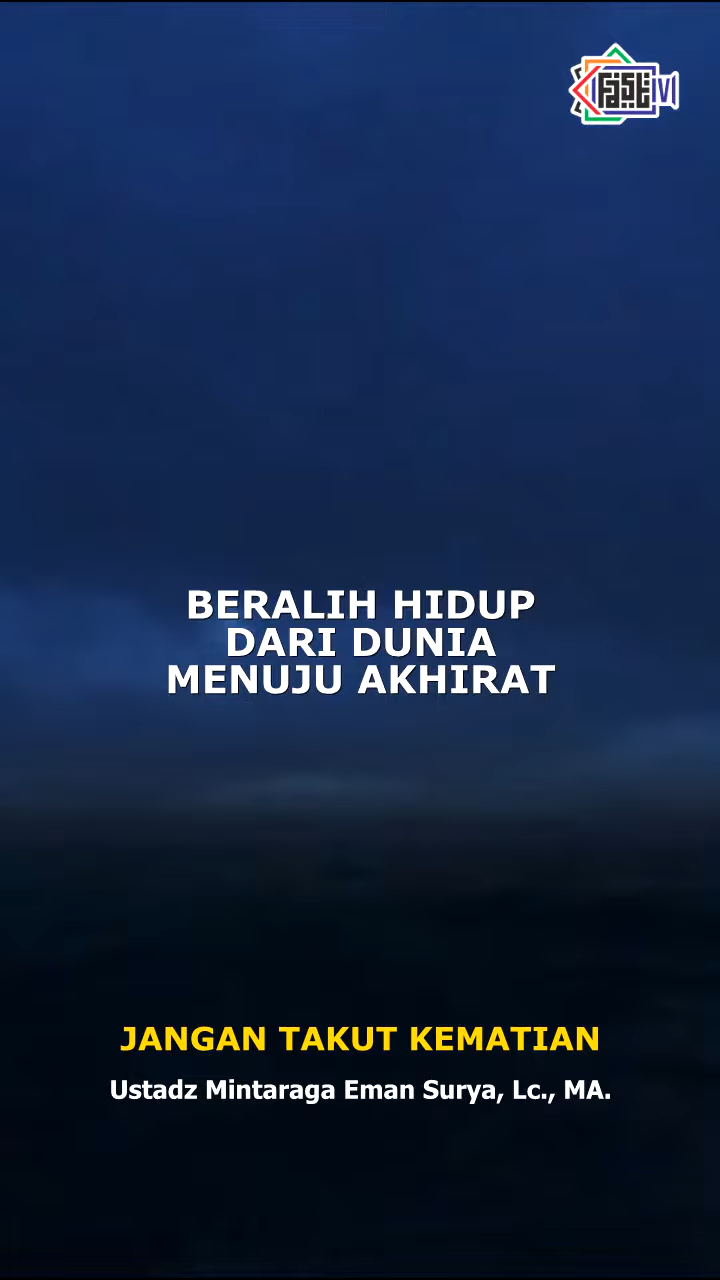 BERALIH HIDUP
DARI DUNIA
MENUJU AKHIRAT
JANGAN TAKUT KEMATIAN
Ustadz Mintaraga Eman Surya, Lc., MA.